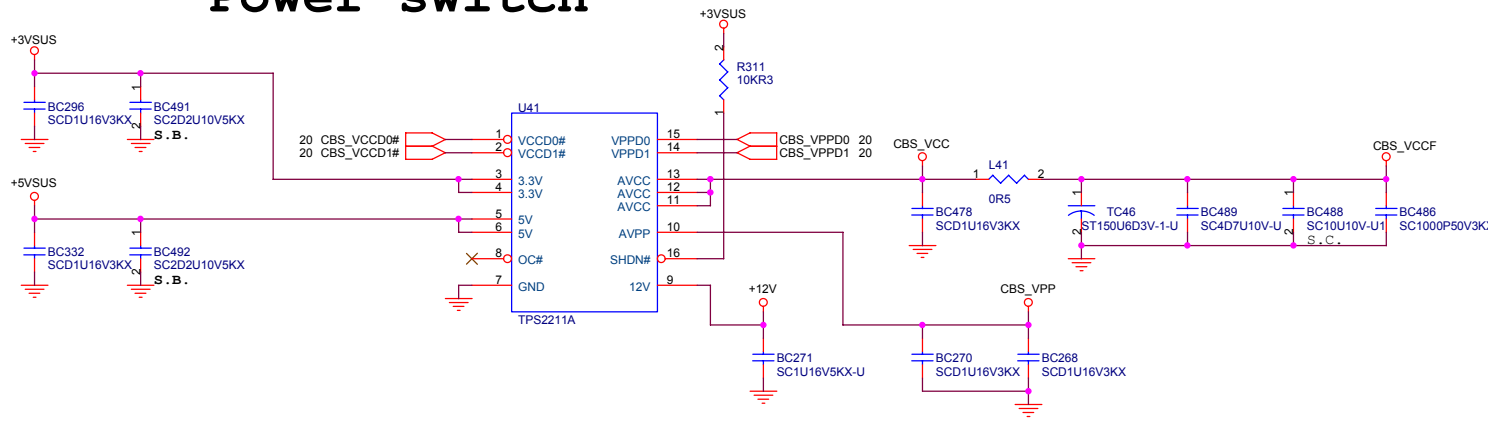 Power switch
+3VSUS
BC296
SCD1U16V3KX
1
2
BC491
SC2D2U10V5KX
S.B.
+5VSUS
BC332
SCD1U16V3KX
1
2
BC492
SC2D2U10V5KX
S.B.
20 CBS_VCCD0#
20 CBS_VCCD1#
U41
1 VCCD0#
2 VCCD1#
3 3.3V
4 3.3V
5 5V
6 5V
8 OC#
7 GND
VPPD0 15
VPPD1 14
AVCC 13
AVCC 12
AVCC 11
AVPP 10
SHDN# 16
12V 9
TPS2211A
+3VSUS
2
R311
10KR3
1
CBS_VPPD0 20
CBS_VPPD1 20
+12V
BC271
SC1U16V5KX-U
CBS_VCC
BC478
SCD1U16V3KX
L41
1 2
0R5
CBS_VPP
BC270
SCD1U16V3KX
BC268
SCD1U16V3KX
1
2
TC46
ST150U6D3V-1-U
BC489
SC4D7U10V-U
1
2
BC488
SC10U10V-U1
S.C.
CBS_VCCF
BC486
SC1000P50V3KX